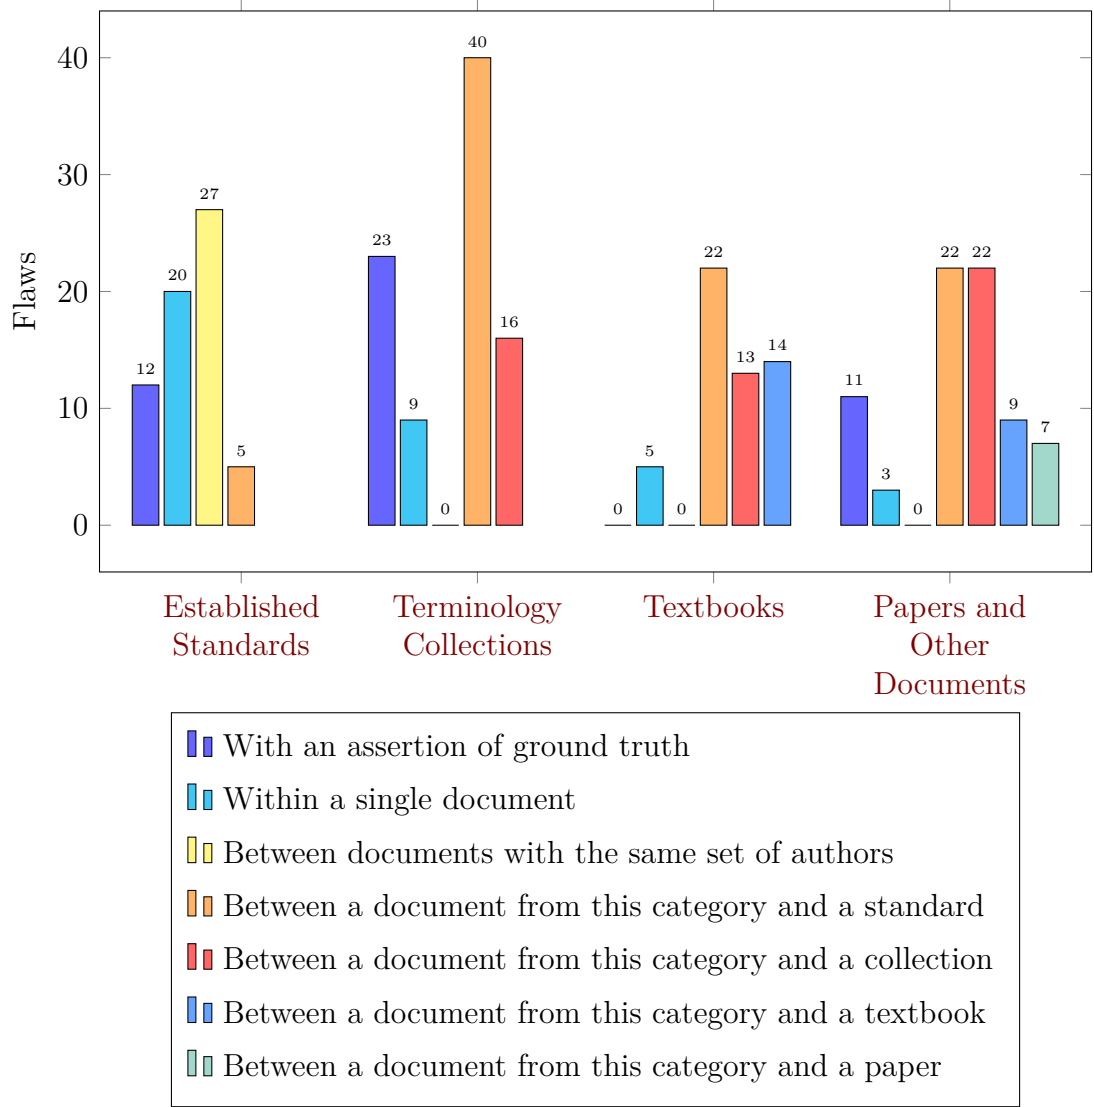 40
40
30
27
23
22
22
22
20
20
16
14
13
12
11
10
9
9
7
5
5
3
0
0
0
0
0
Flaws
Established
Standards
Terminology
Collections
Textbooks
Papers and
Other
Documents
With an assertion of ground truth
Within a single document
Between documents with the same set of authors
Between a document from this category and a standard
Between a document from this category and a collection
Between a document from this category and a textbook
Between a document from this category and a paper